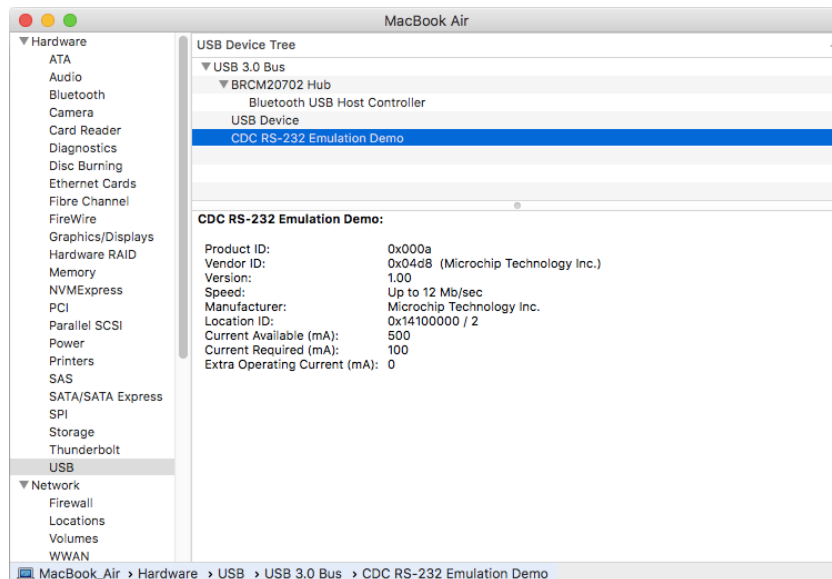 MacBook Air
Hardware
ATA
Audio
Bluetooth
Camera
Card Reader
Diagnostics
Disc Burning
Ethernet Cards
Fibre Channel
FireWire
Graphics/Displays
Hardware RAID
Memory
NVMExpress
PCI
Parallel SCSI
Power
Printers
SAS
SATA/SATA Express
SPI
Storage
Thunderbolt
USB
Network
Firewall
Locations
Volumes
WWAN
USB Device Tree
USB 3.0 Bus
BRCM20702 Hub
Bluetooth USB Host Controller
USB Device
CDC RS-232 Emulation Demo
CDC RS-232 Emulation Demo:
Product ID: 0x000a
Vendor ID: 0x04d8 (Microchip Technology Inc.)
Version: 1.00
Speed: Up to 12 Mb/sec
Manufacturer: Microchip Technology Inc.
Location ID: 0x14100000 / 2
Current Available (mA): 500
Current Required (mA): 100
Extra Operating Current (mA): 0
MacBook Air › Hardware › USB › USB 3.0 Bus › CDC RS-232 Emulation Demo